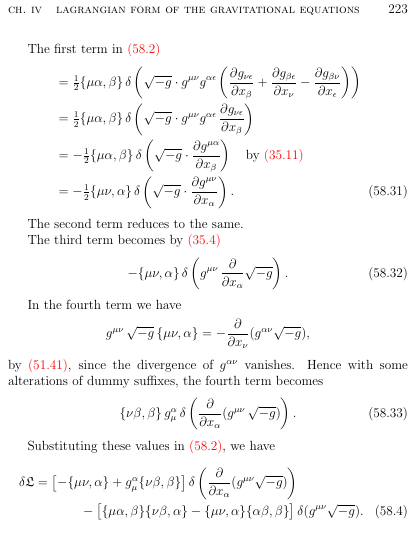 CH. IV LAGRANGIAN FORM OF THE GRAVITATIONAL EQUATIONS 223
The first term in (58.2)
= ½{μα, β} δ(√−g · g^{μν}g^{αϵ}(∂g_{νϵ}/∂x_β + ∂g_{βϵ}/∂x_ν − ∂g_{βν}/∂x_ϵ))
= ½{μα, β} δ(√−g · g^{μν}g^{αϵ} ∂g_{νϵ}/∂x_β)
= −½{μα, β} δ(√−g · ∂g^{μα}/∂x_β) by (35.11)
= −½{μν, α} δ(√−g · ∂g^{μν}/∂x_α). (58.31)
The second term reduces to the same.
The third term becomes by (35.4)
−{μν, α} δ(g^{μν} ∂/∂x_α √−g). (58.32)
In the fourth term we have
g^{μν} √−g {μν, α} = −∂/∂x_ν (g^{αν}√−g),
by (51.41), since the divergence of g^{αν} vanishes. Hence with some
alterations of dummy suffixes, the fourth term becomes
{νβ, β} g^α_μ δ(∂/∂x_α (g^{μν} √−g)). (58.33)
Substituting these values in (58.2), we have
δ𝔏 = [−{μν, α} + g^α_μ{νβ, β}] δ(∂/∂x_α (g^{μν}√−g))
− [{μα, β}{νβ, α} − {μν, α}{αβ, β}] δ(g^{μν}√−g). (58.4)